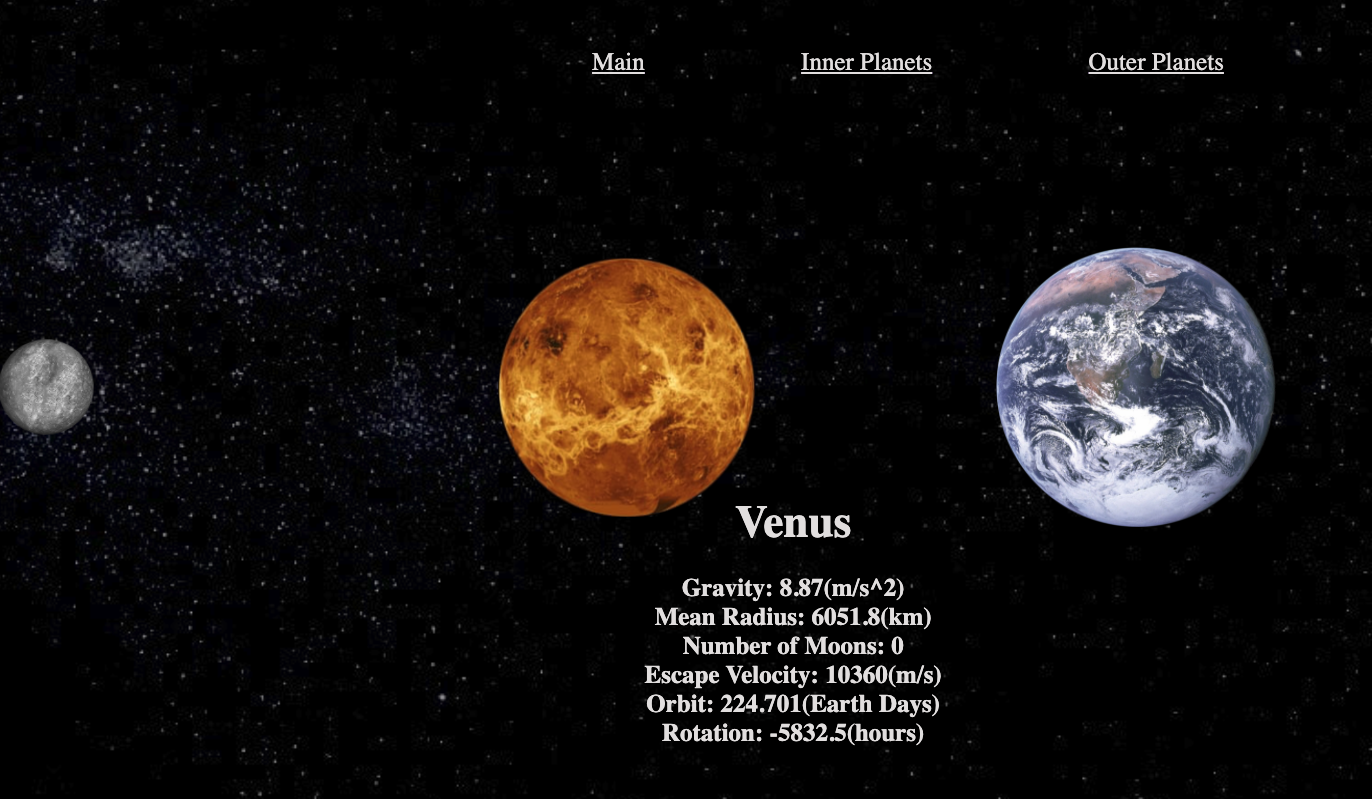 Main
Inner Planets
Outer Planets
Venus
Gravity: 8.87(m/s^2)
Mean Radius: 6051.8(km)
Number of Moons: 0
Escape Velocity: 10360(m/s)
Orbit: 224.701(Earth Days)
Rotation: -5832.5(hours)